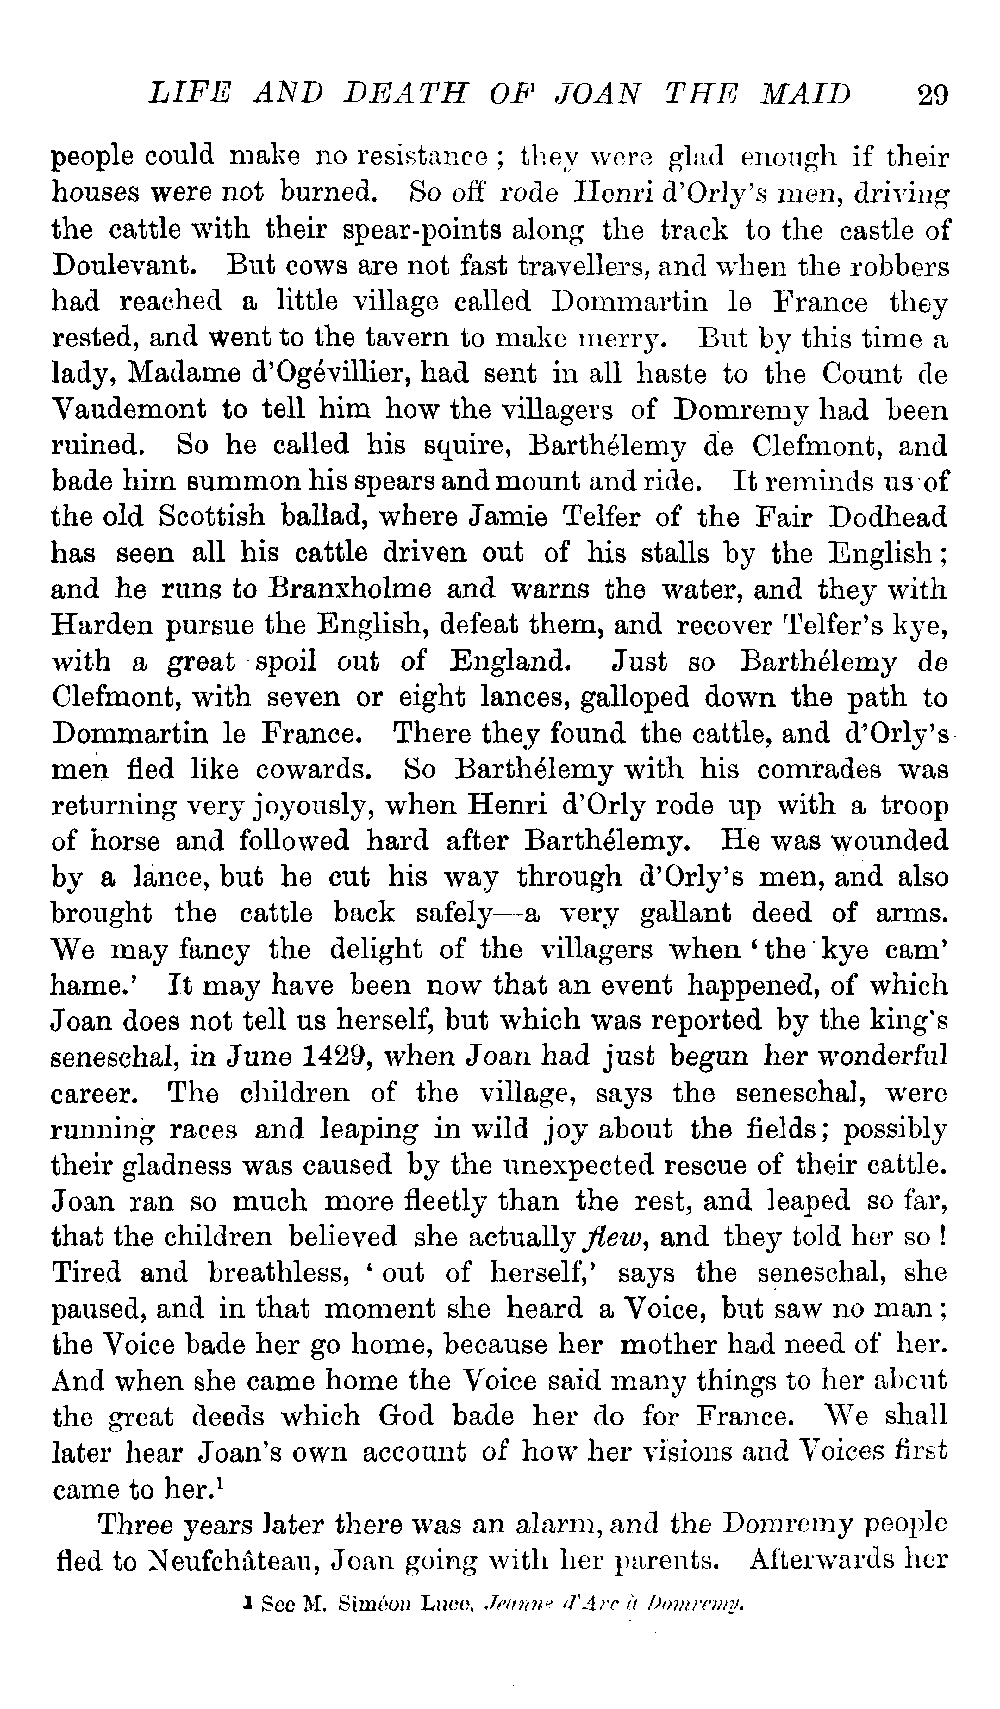 LIFE AND DEATH OF JOAN THE MAID 29
people could make no resistance; they were glad enough if their
houses were not burned. So off rode Henri d'Orly's men, driving
the cattle with their spear-points along the track to the castle of
Doulevant. But cows are not fast travellers, and when the robbers
had reached a little village called Dommartin le France they
rested, and went to the tavern to make merry. But by this time a
lady, Madame d'Ogévillier, had sent in all haste to the Count de
Vaudemont to tell him how the villagers of Domremy had been
ruined. So he called his squire, Barthélemy de Clefmont, and
bade him summon his spears and mount and ride. It reminds us of
the old Scottish ballad, where Jamie Telfer of the Fair Dodhead
has seen all his cattle driven out of his stalls by the English;
and he runs to Branxholme and warns the water, and they with
Harden pursue the English, defeat them, and recover Telfer's kye,
with a great spoil out of England. Just so Barthélemy de
Clefmont, with seven or eight lances, galloped down the path to
Dommartin le France. There they found the cattle, and d'Orly's
men fled like cowards. So Barthélemy with his comrades was
returning very joyously, when Henri d'Orly rode up with a troop
of horse and followed hard after Barthélemy. He was wounded
by a lance, but he cut his way through d'Orly's men, and also
brought the cattle back safely—a very gallant deed of arms.
We may fancy the delight of the villagers when 'the kye cam'
hame.' It may have been now that an event happened, of which
Joan does not tell us herself, but which was reported by the king's
seneschal, in June 1429, when Joan had just begun her wonderful
career. The children of the village, says the seneschal, were
running races and leaping in wild joy about the fields; possibly
their gladness was caused by the unexpected rescue of their cattle.
Joan ran so much more fleetly than the rest, and leaped so far,
that the children believed she actually flew, and they told her so!
Tired and breathless, 'out of herself,' says the seneschal, she
paused, and in that moment she heard a Voice, but saw no man;
the Voice bade her go home, because her mother had need of her.
And when she came home the Voice said many things to her about
the great deeds which God bade her do for France. We shall
later hear Joan's own account of how her visions and Voices first
came to her.¹
Three years later there was an alarm, and the Domremy people
fled to Neufchâteau, Joan going with her parents. Afterwards her
¹ See M. Siméon Luce, Jeanne d'Arc à Domremy.